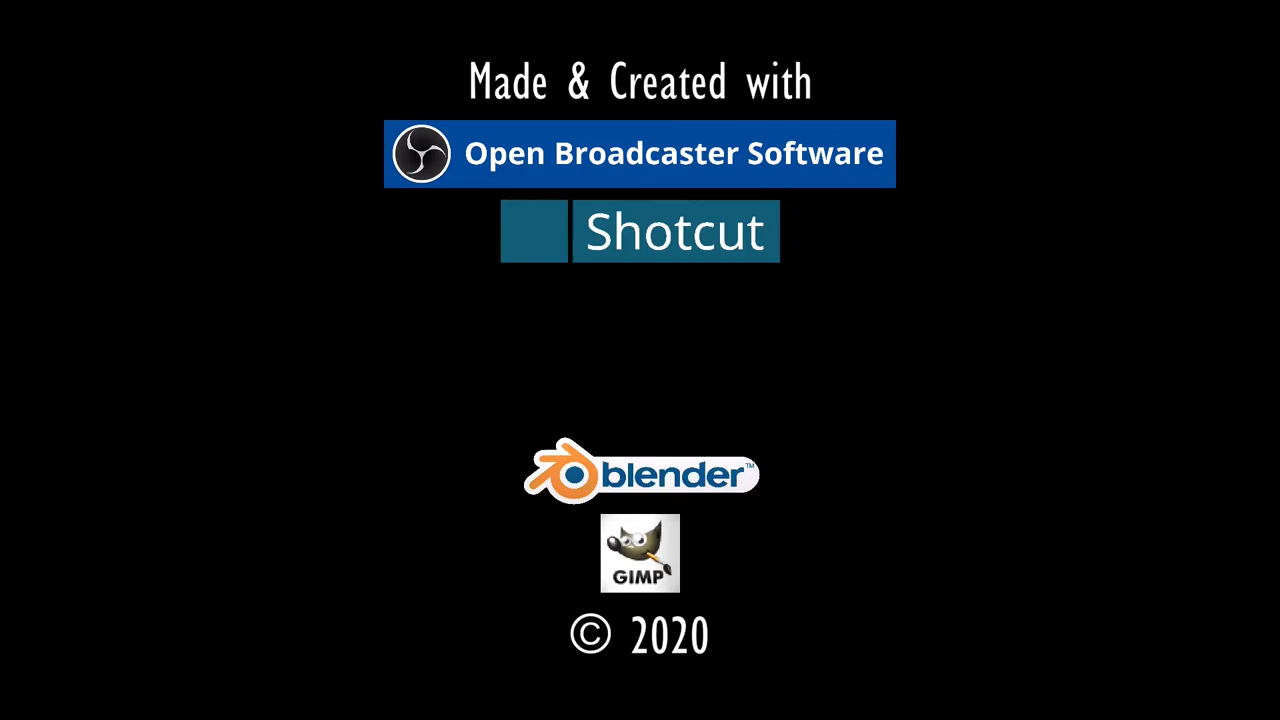 Made & Created with
Open Broadcaster Software
Shotcut
blender™
GIMP
© 2020